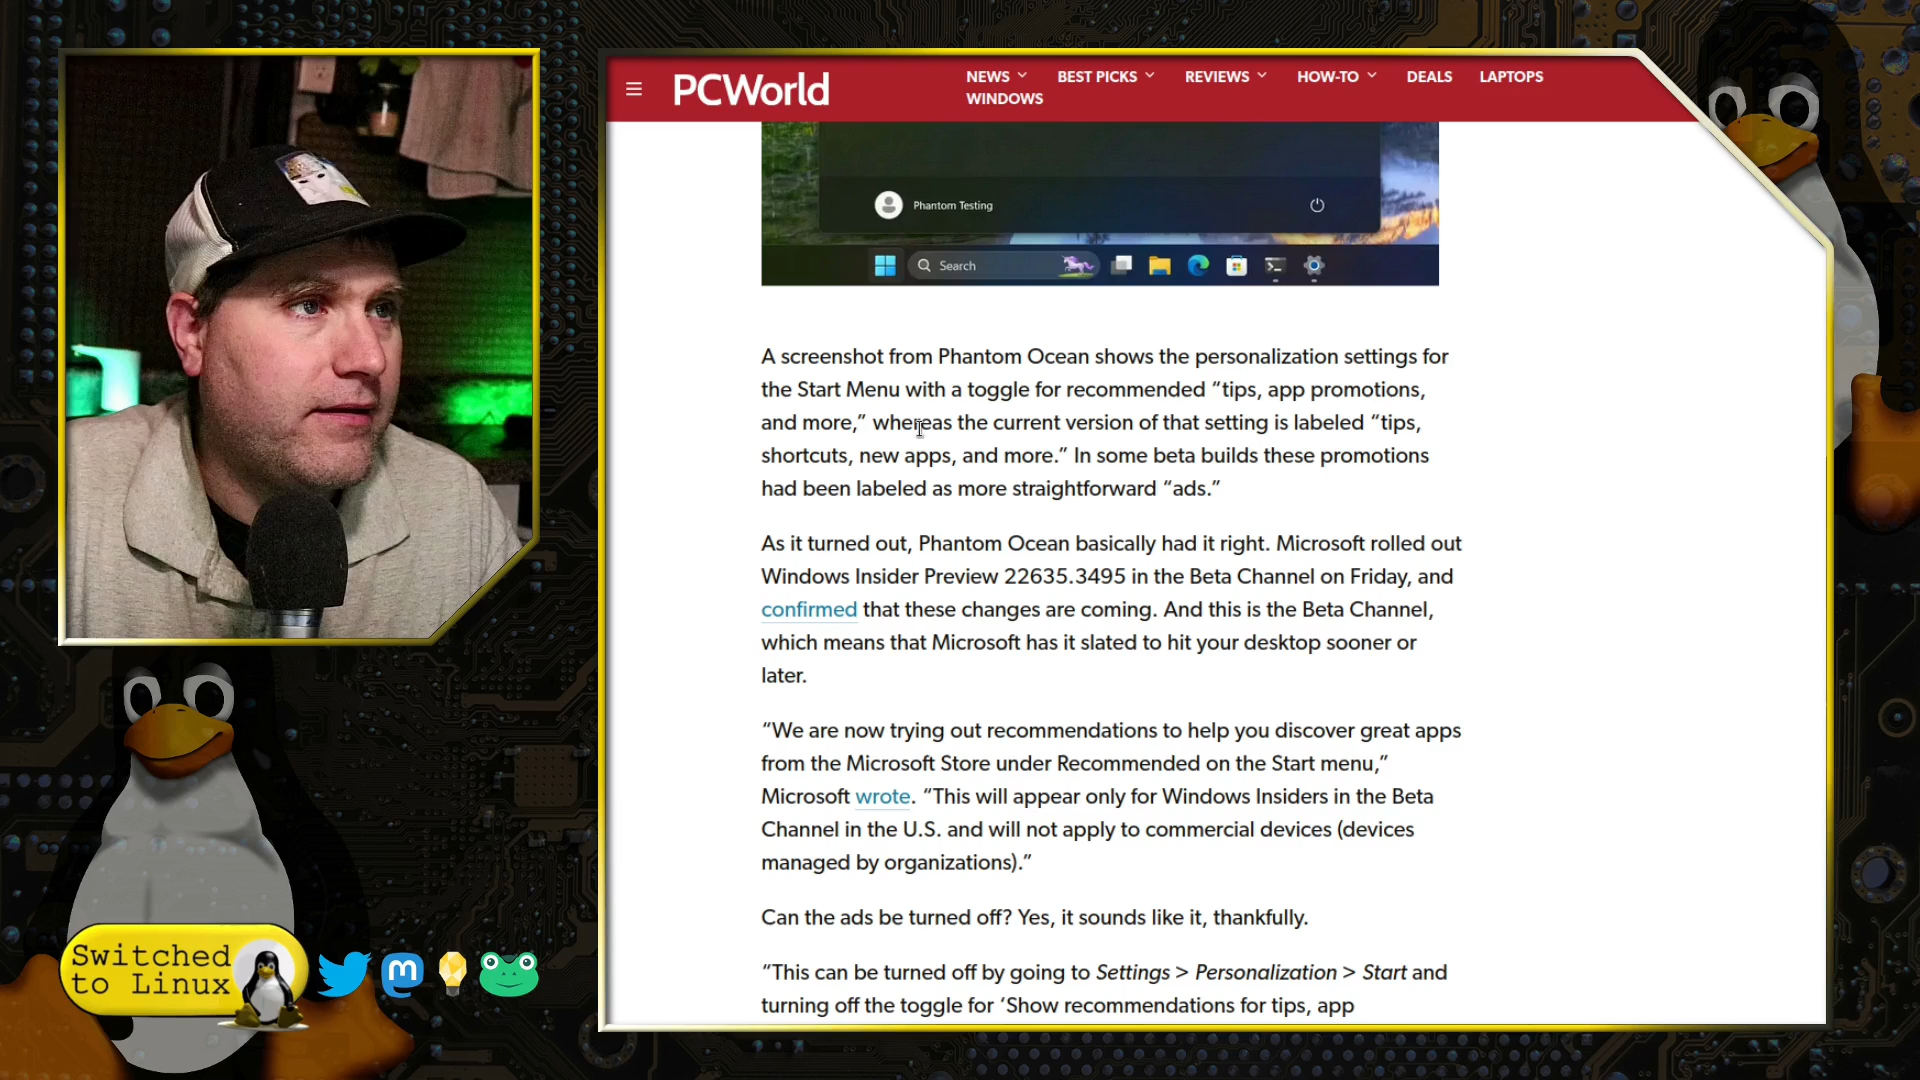 PCWorld
NEWS
BEST PICKS
REVIEWS
HOW-TO
DEALS
LAPTOPS
WINDOWS
Phantom Testing
Search
A screenshot from Phantom Ocean shows the personalization settings for
the Start Menu with a toggle for recommended “tips, app promotions,
and more,” whereas the current version of that setting is labeled “tips,
shortcuts, new apps, and more.” In some beta builds these promotions
had been labeled as more straightforward “ads.”
As it turned out, Phantom Ocean basically had it right. Microsoft rolled out
Windows Insider Preview 22635.3495 in the Beta Channel on Friday, and
confirmed that these changes are coming. And this is the Beta Channel,
which means that Microsoft has it slated to hit your desktop sooner or
later.
“We are now trying out recommendations to help you discover great apps
from the Microsoft Store under Recommended on the Start menu,”
Microsoft wrote. “This will appear only for Windows Insiders in the Beta
Channel in the U.S. and will not apply to commercial devices (devices
managed by organizations).”
Can the ads be turned off? Yes, it sounds like it, thankfully.
“This can be turned off by going to Settings > Personalization > Start and
turning off the toggle for ‘Show recommendations for tips, app
Switched
to Linux